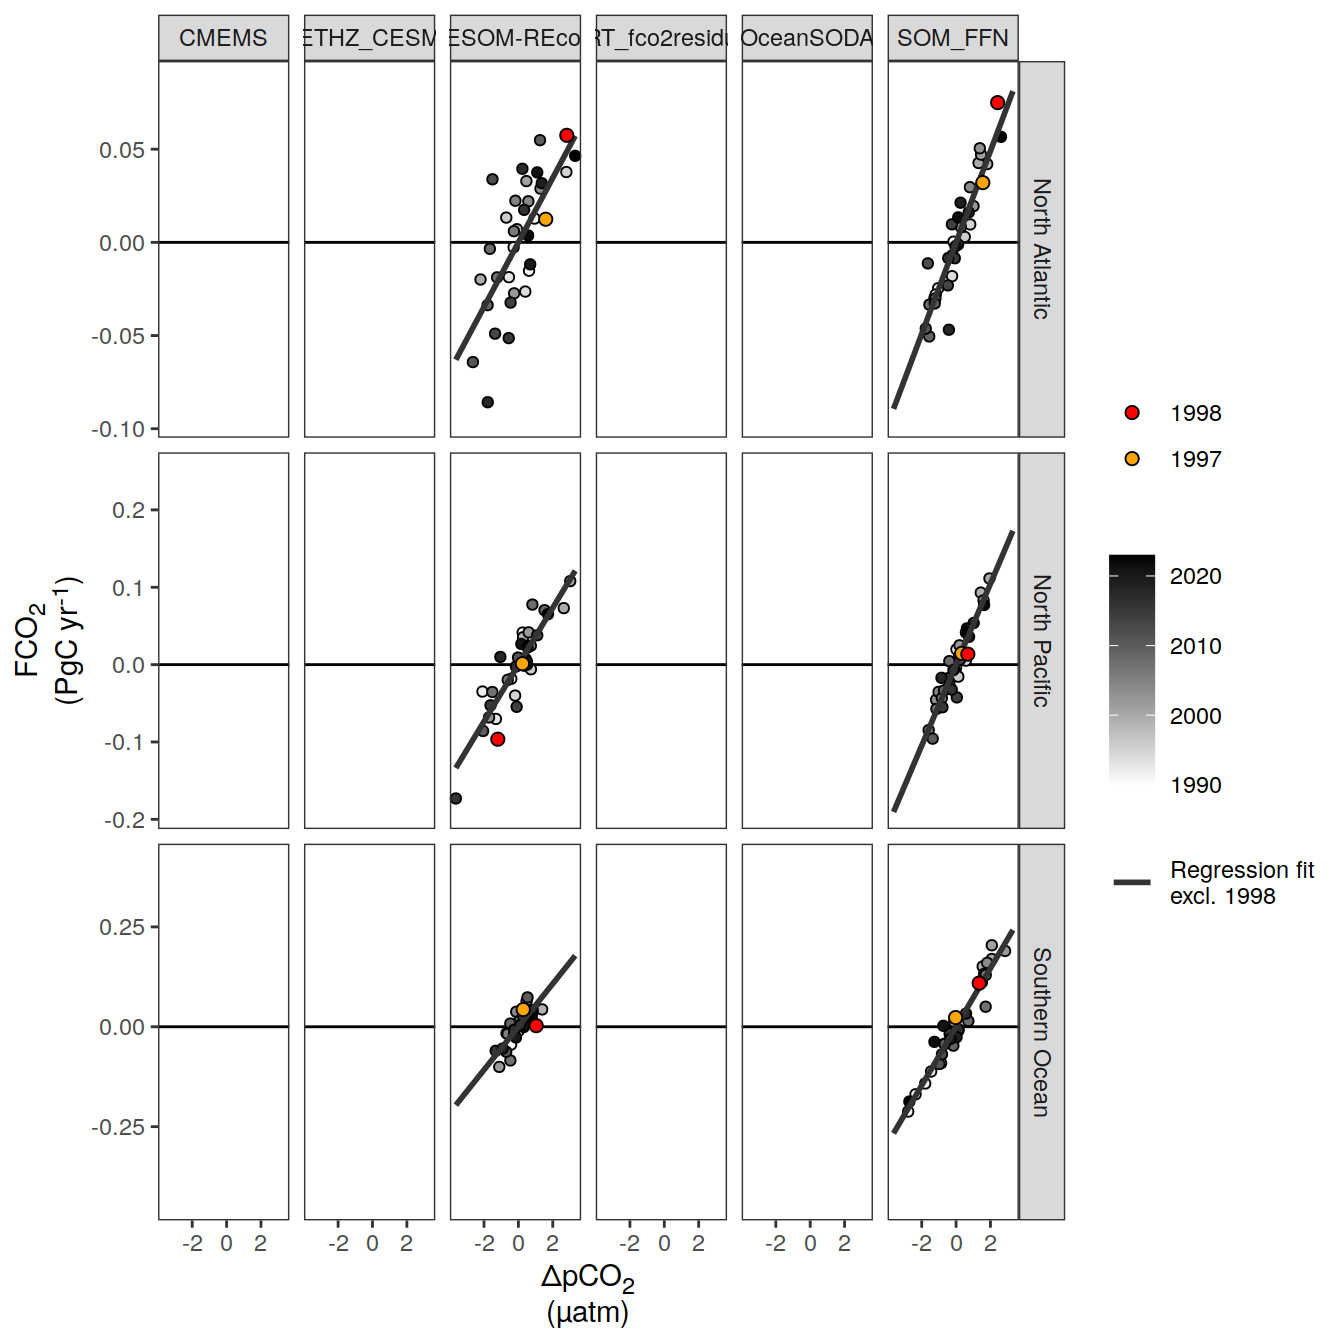 CMEMS ETHZ_CESM ESOM-REco RT_fco2residu OceanSODA SOM_FFN
0.05
0.00
-0.05
-0.10
North Atlantic
0.2
0.1
0.0
-0.1
-0.2
North Pacific
0.25
0.00
-0.25
Southern Ocean
-2 0 2 -2 0 2 -2 0 2 -2 0 2 -2 0 2 -2 0 2
ΔpCO2
(µatm)
FCO2
(PgC yr-1)
1998
1997
2020
2010
2000
1990
Regression fit
excl. 1998